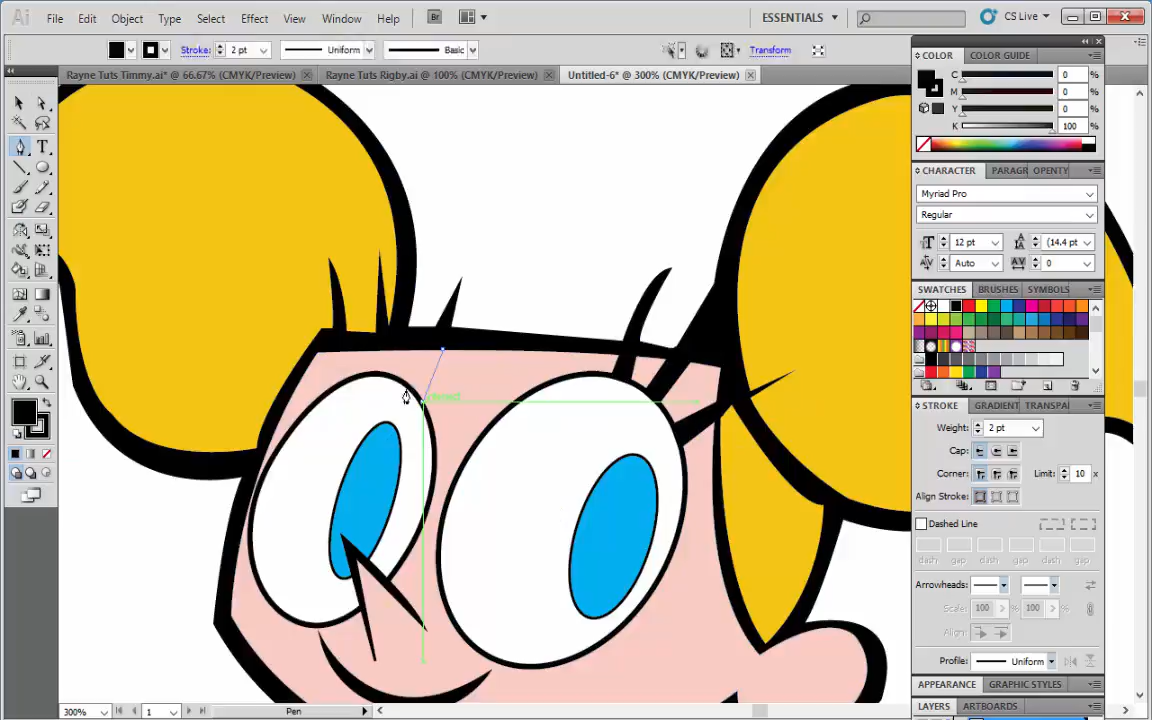 Ai File Edit Object Type Select Effect View Window Help Br ESSENTIALS CS Live
Stroke: 2 pt Uniform Basic Transform
Rayne Tuts Timmy.ai* @ 66.67% (CMYK/Preview) Rayne Tuts Rigby.ai @ 100% (CMYK/Preview) Untitled-6* @ 300% (CMYK/Preview)
COLOR COLOR GUIDE
C 0 %
M 0 %
Y 0 %
K 100 %
CHARACTER PARAGR OPENTY
Myriad Pro
Regular
12 pt (14.4 pt
Auto 0
SWATCHES BRUSHES SYMBOLS
STROKE GRADIENT TRANSPA
Weight: 2 pt
Cap:
Corner: Limit: 10 x
Align Stroke:
Dashed Line
dash gap dash gap dash gap
Arrowheads:
Scale: 100 % 100 %
Align:
Profile: Uniform
APPEARANCE GRAPHIC STYLES
LAYERS ARTBOARDS
300% 1 Pen